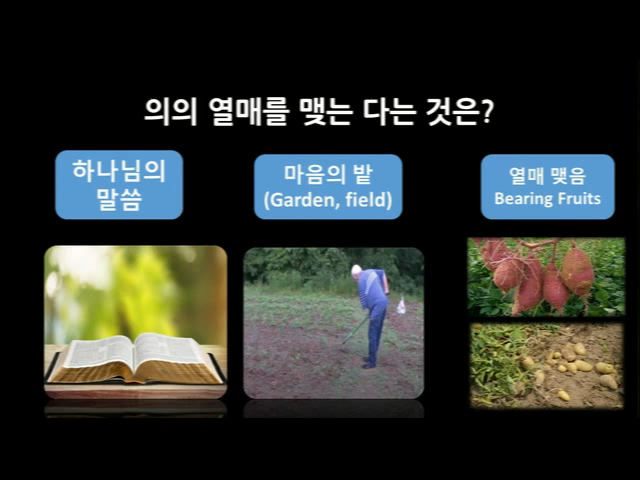 의의 열매를 맺는 다는 것은?
하나님의
말씀
마음의 밭
(Garden, field)
열매 맺음
Bearing Fruits